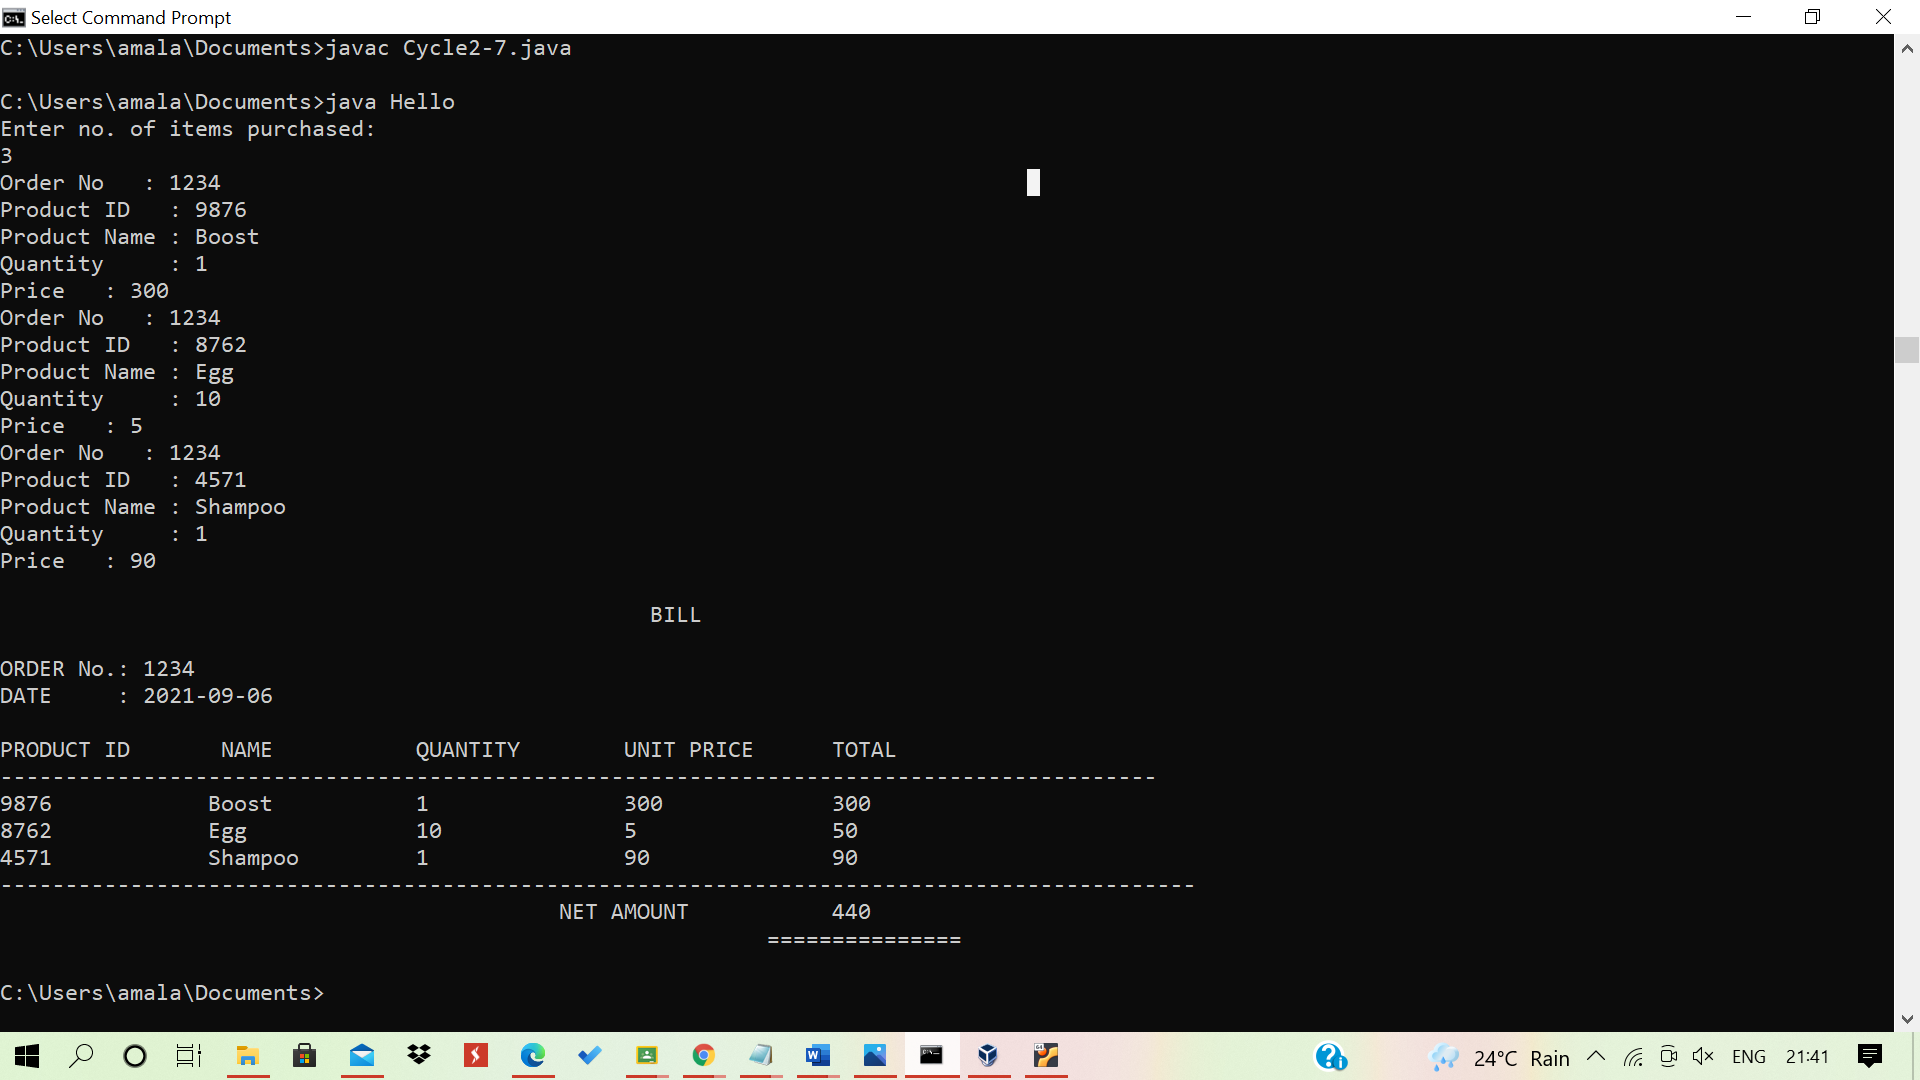 Select Command Prompt
C:\Users\amala\Documents>javac Cycle2-7.java
C:\Users\amala\Documents>java Hello
Enter no. of items purchased:
3
Order No   : 1234
Product ID   : 9876
Product Name : Boost
Quantity     : 1
Price   : 300
Order No   : 1234
Product ID   : 8762
Product Name : Egg
Quantity     : 10
Price   : 5
Order No   : 1234
Product ID   : 4571
Product Name : Shampoo
Quantity     : 1
Price   : 90
BILL
ORDER No.: 1234
DATE     : 2021-09-06
PRODUCT ID       NAME           QUANTITY        UNIT PRICE      TOTAL
-----------------------------------------------------------------------------------------
9876            Boost           1               300             300
8762            Egg             10              5               50
4571            Shampoo         1               90              90
--------------------------------------------------------------------------------------------
NET AMOUNT           440
===============
C:\Users\amala\Documents>
24°C Rain ENG 21:41